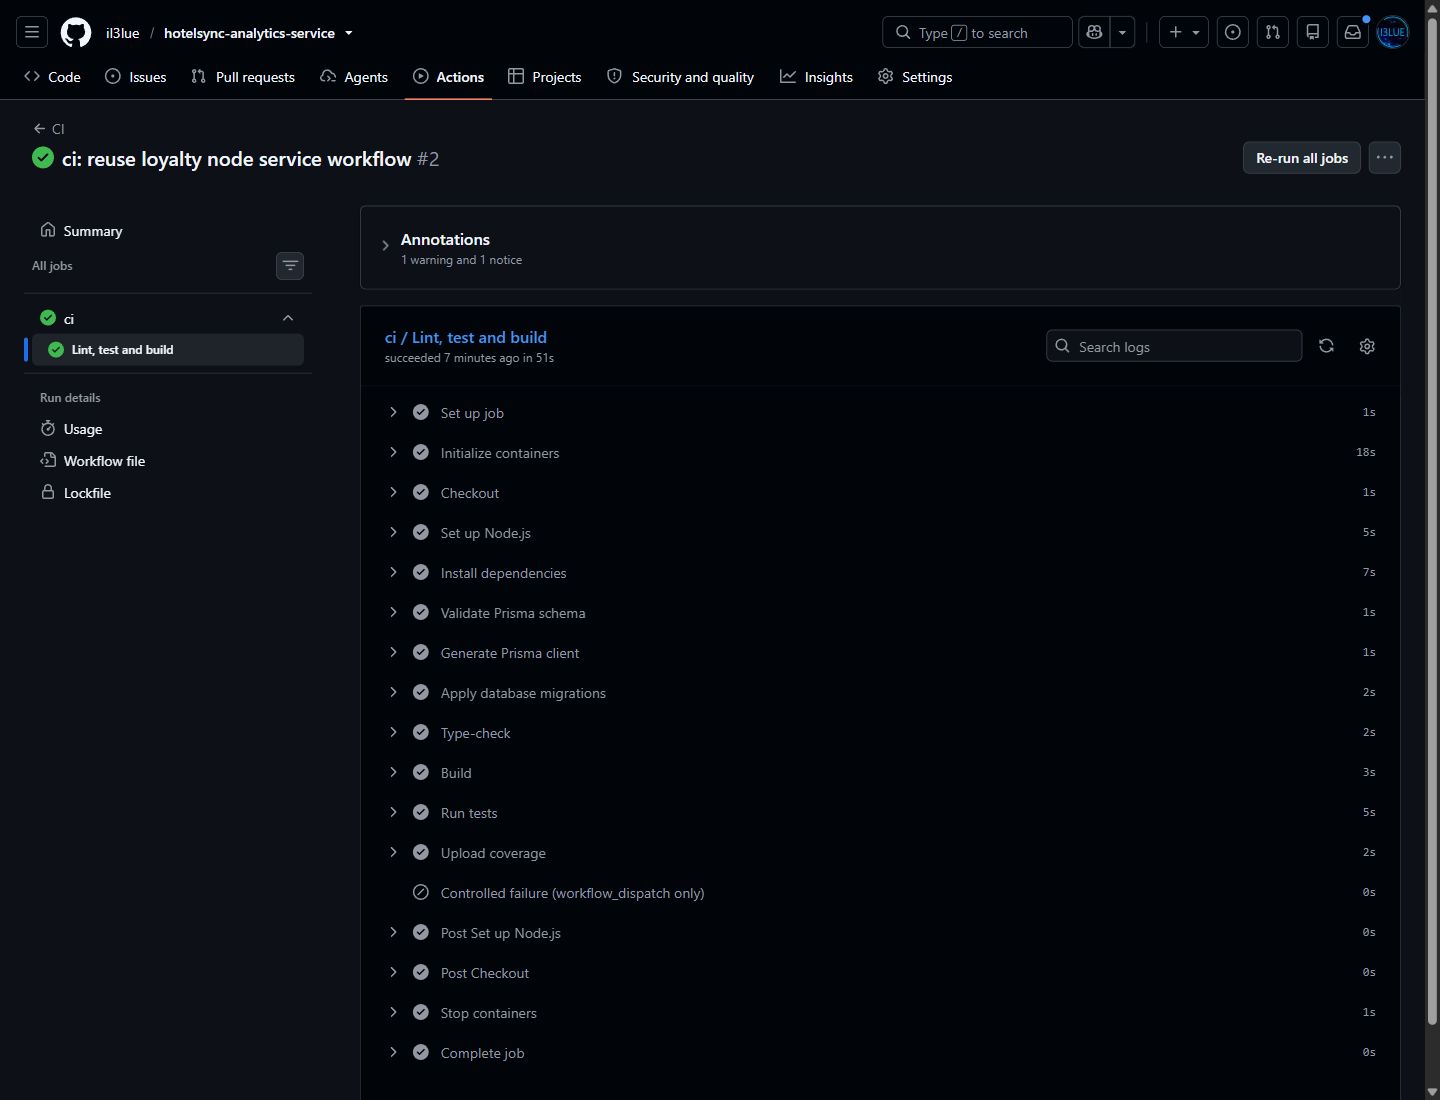 il3lue / hotelsync-analytics-service
Type / to search
I3LUE
Code
Issues
Pull requests
Agents
Actions
Projects
Security and quality
Insights
Settings
CI
ci: reuse loyalty node service workflow #2
Re-run all jobs
Summary
All jobs
ci
Lint, test and build
Run details
Usage
Workflow file
Lockfile
Annotations
1 warning and 1 notice
ci / Lint, test and build
succeeded 7 minutes ago in 51s
Search logs
Set up job 1s
Initialize containers 18s
Checkout 1s
Set up Node.js 5s
Install dependencies 7s
Validate Prisma schema 1s
Generate Prisma client 1s
Apply database migrations 2s
Type-check 2s
Build 3s
Run tests 5s
Upload coverage 2s
Controlled failure (workflow_dispatch only) 0s
Post Set up Node.js 0s
Post Checkout 0s
Stop containers 1s
Complete job 0s